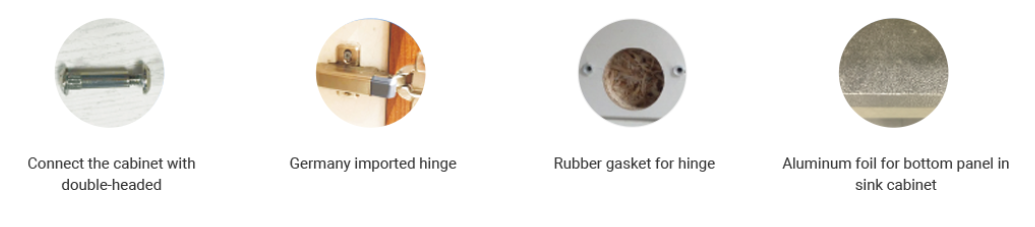 Connect the cabinet with
double-headed
Germany imported hinge
Rubber gasket for hinge
Aluminum foil for bottom panel in
sink cabinet